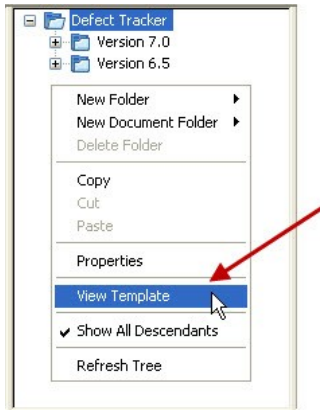 Defect Tracker
Version 7.0
Version 6.5
New Folder
New Document Folder
Delete Folder
Copy
Cut
Paste
Properties
View Template
Show All Descendants
Refresh Tree